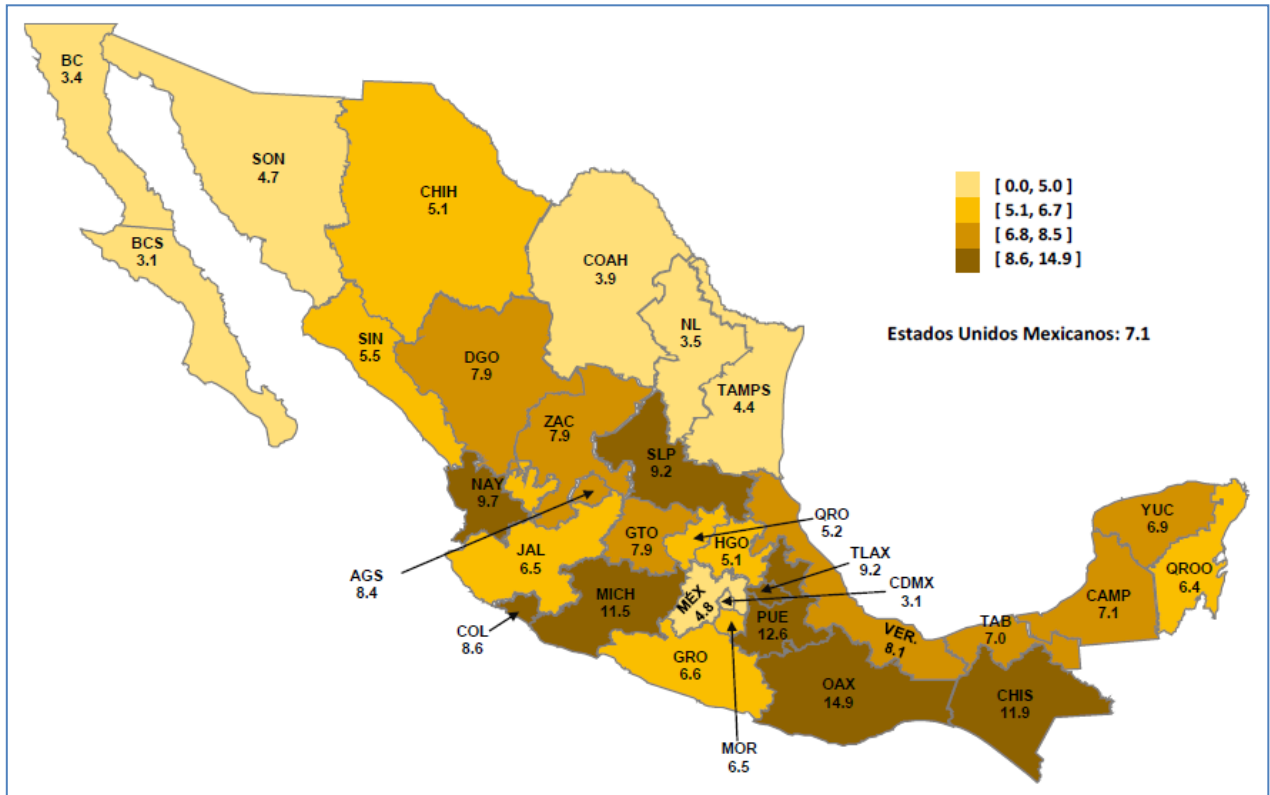 BC
3.4
SON
4.7
CHIH
5.1
[ 0.0, 5.0 ]
[ 5.1, 6.7 ]
[ 6.8, 8.5 ]
[ 8.6, 14.9 ]
BCS
3.1
COAH
3.9
NL
3.5
Estados Unidos Mexicanos: 7.1
SIN
5.5
DGO
7.9
TAMPS
4.4
ZAC
7.9
SLP
9.2
NAY
9.7
QRO
5.2
YUC
6.9
GTO
7.9
HGO
5.1
JAL
6.5
TLAX
9.2
QROO
6.4
AGS
8.4
CDMX
3.1
MICH
11.5
MÉX
4.8
CAMP
7.1
PUE
12.6
COL
8.6
VER.
8.1
TAB
7.0
GRO
6.6
OAX
14.9
CHIS
11.9
MOR
6.5